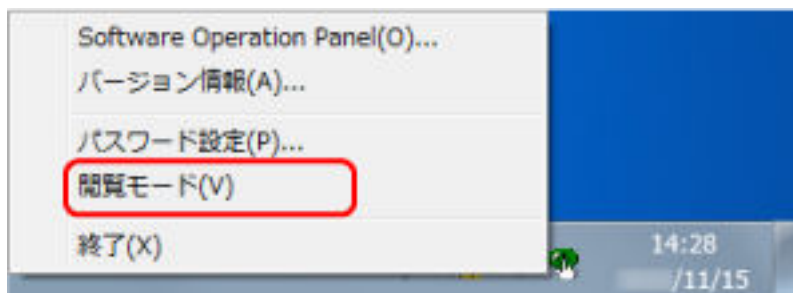 Software Operation Panel(O)...
バージョン情報(A)...
パスワード設定(P)...
閲覧モード(V)
終了(X)
14:28
/11/15